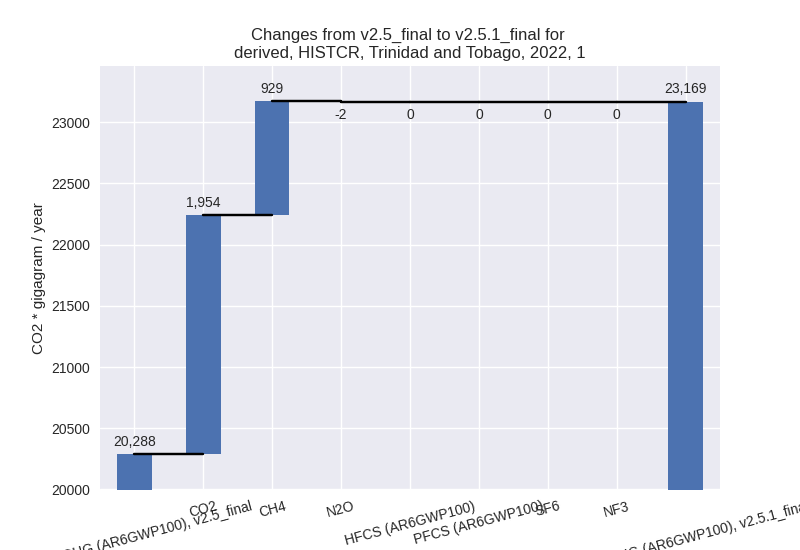 Changes from v2.5_final to v2.5.1_final for
derived, HISTCR, Trinidad and Tobago, 2022, 1
CO2 * gigagram / year
23000
22500
22000
21500
21000
20500
20000
20,288
1,954
929
-2
0
0
0
0
23,169
(AR6GWP100), v2.5_final
CO2
CH4
N2O
HFCS (AR6GWP100)
PFCS (AR6GWP100)
SF6
NF3
(AR6GWP100), v2.5.1